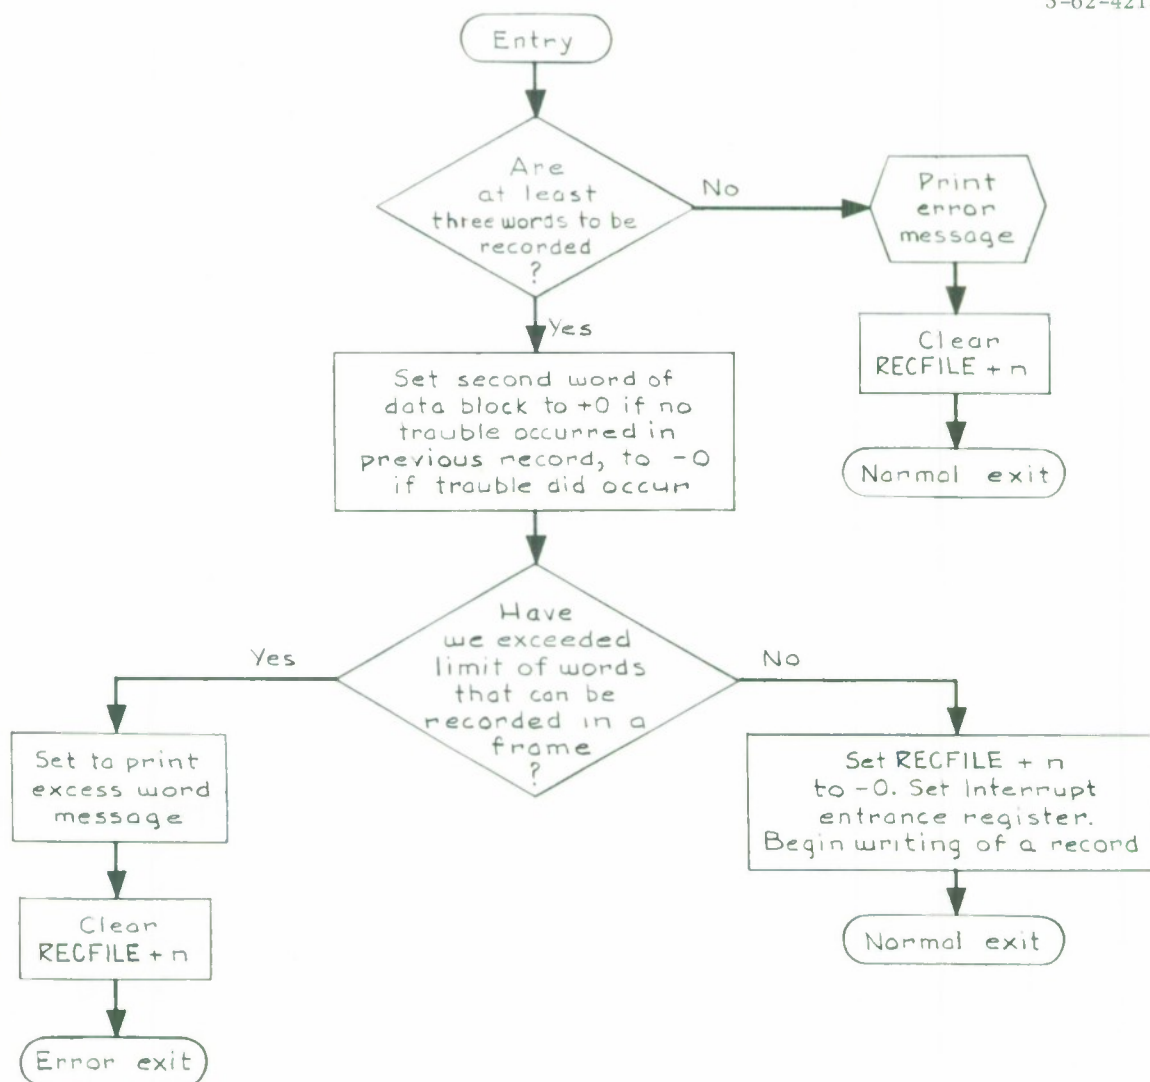 3-62-421
Entry
Are
at least
three words to be
recorded
?
No
Print
error
message
Yes
Clear
RECFILE + n
Set second word of
data block to +0 if no
trouble occurred in
previous record, to -0
if trouble did occur
Normal exit
Have
we exceeded
limit of words
that can be
recorded in a
frame
?
Yes
No
Set to print
excess word
message
Set RECFILE + n
to -0. Set Interrupt
entrance register.
Begin writing of a record
Clear
RECFILE + n
Normal exit
Error exit